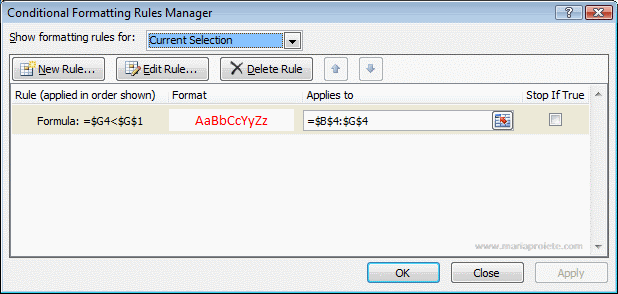 Conditional Formatting Rules Manager
Show formatting rules for: Current Selection
New Rule... Edit Rule... Delete Rule
Rule (applied in order shown) Format Applies to Stop If True
Formula: =$G4<$G$1 AaBbCcYyZz =$B$4:$G$4
www.mariaprojete.com
OK Close Apply